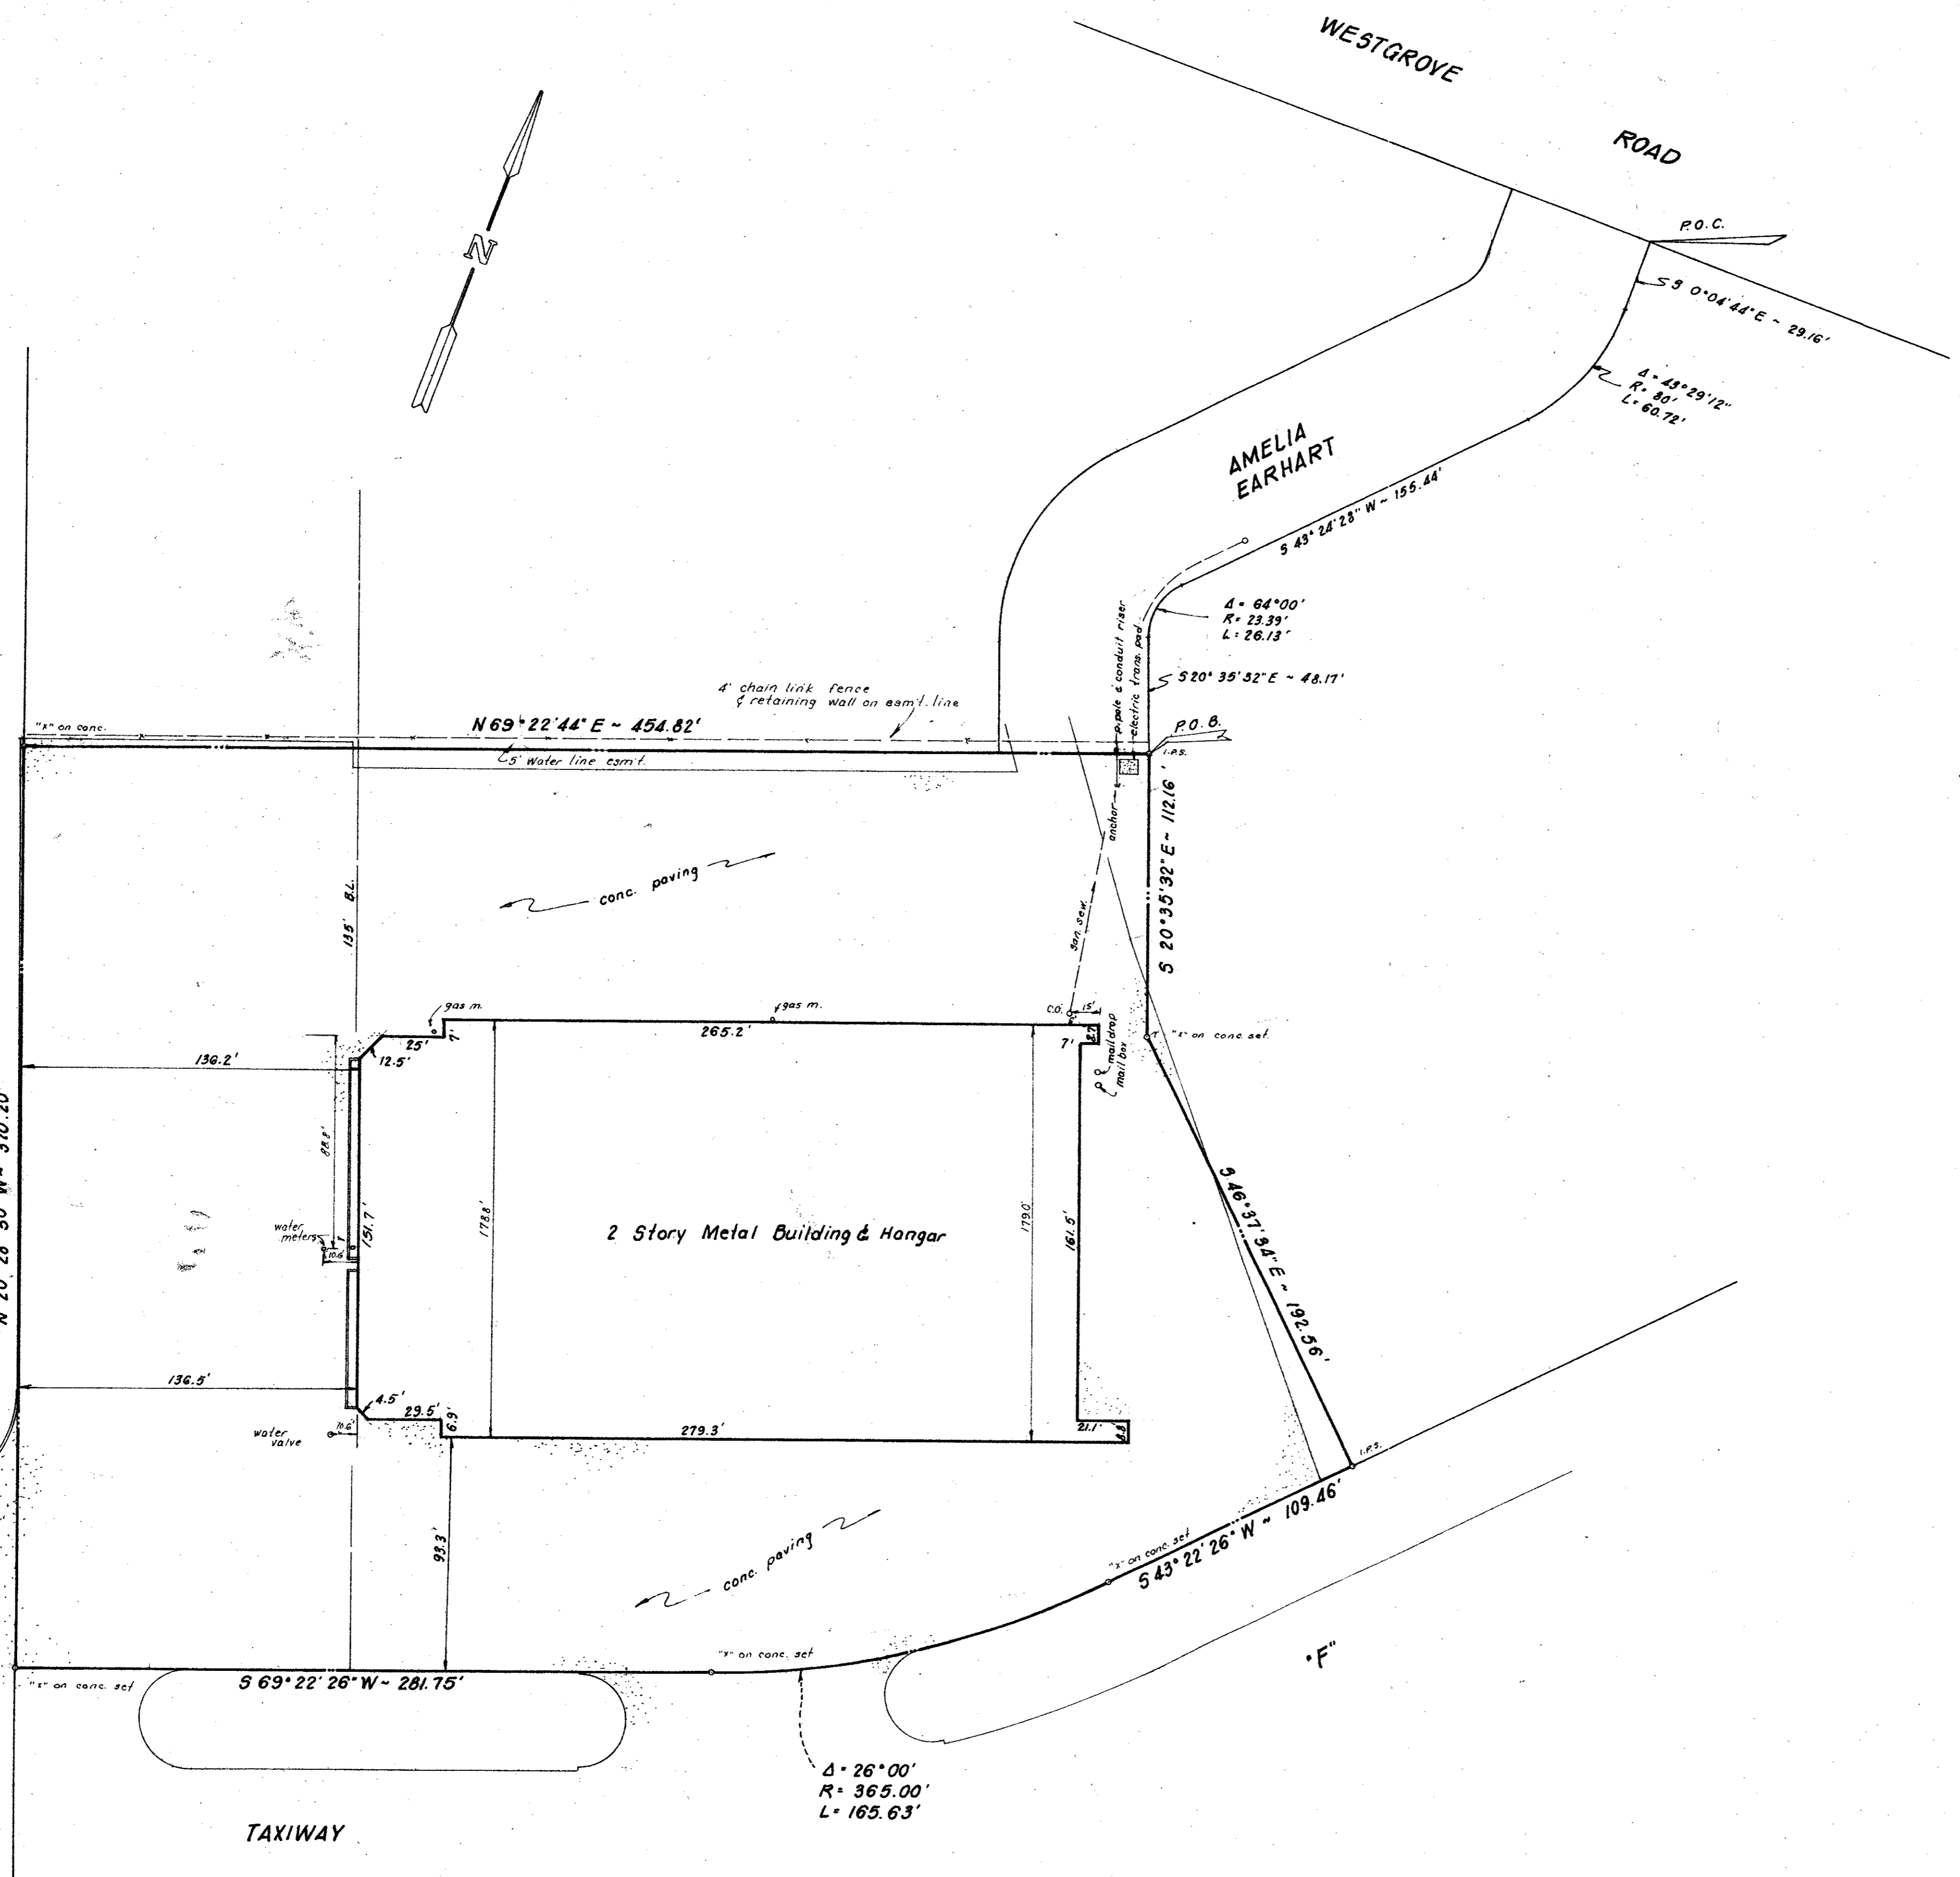 WESTGROVE
ROAD
P.O.C.
S 0°04'44"E ~ 29.16'
Δ = 43°29'12"
R = 80'
L = 60.72'
N
AMELIA
EARHART
S 43°24'28" W ~ 155.44'
Δ = 64°00'
R = 23.39'
L = 26.13'
p. pole & conduit riser
electric trans. pad
S 20° 35'32"E ~ 48.17'
4' chain link fence
& retaining wall on esm't. line
"x" on conc.
N 69°22'44" E ~ 454.82'
P.O.B.
I.P.S.
5' Water line esm't.
anchor
S 20°35'32" E ~ 112.16'
conc. paving
135' B.L.
san. sew.
gas m.
gas m.
C.O.
15'
265.2'
25'
7'
12.5'
7'
mail drop
mail box
"x" on conc. set.
136.2'
88.8'
151.7'
178.8'
179.0'
161.5'
2 Story Metal Building & Hangar
water
meters
10.6'
S 46°37'34" E ~ 192.56'
136.5'
4.5'
29.5'
6.9'
279.3'
21.1'
8.8'
water
valve
10.6'
I.P.S.
93.3'
conc. paving
"x" on conc. set
S 43°22'26" W ~ 109.46'
"x" on conc. set
"F"
"x" on conc. set
S 69°22'26" W ~ 281.75'
Δ = 26°00'
R = 365.00'
L = 165.63'
TAXIWAY